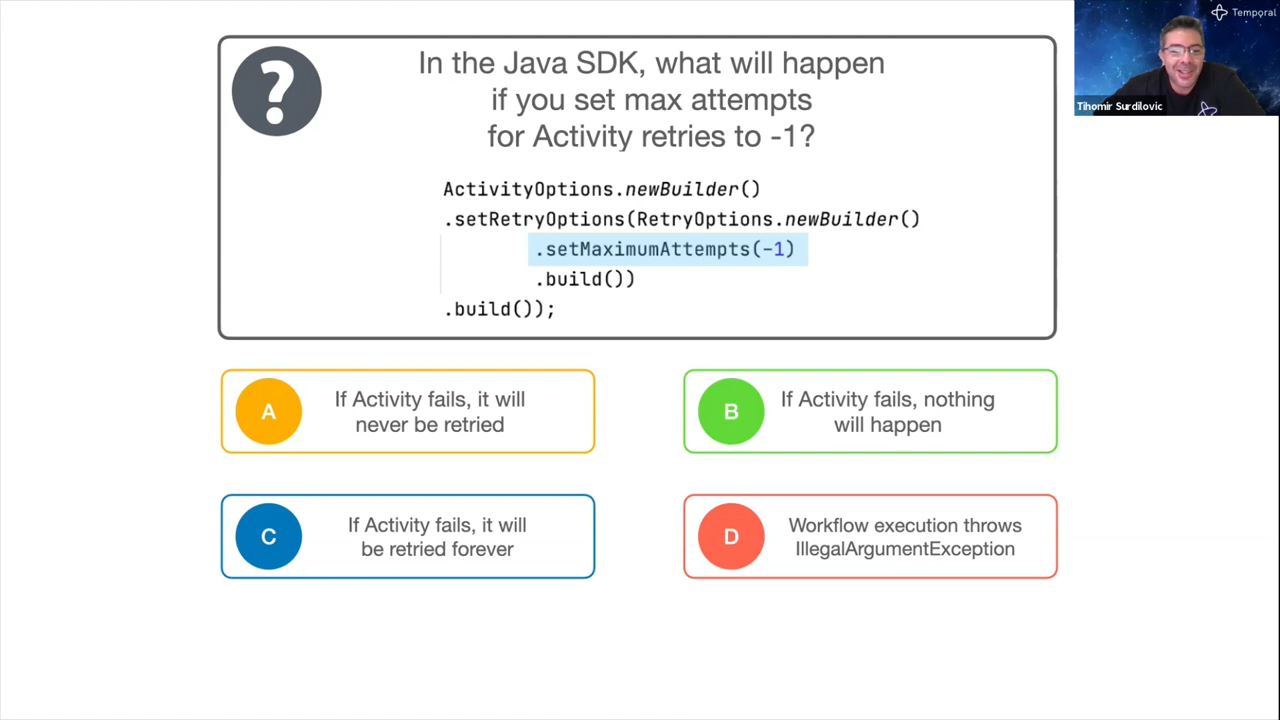 Temporal
Tihomir Surdilovic
?
In the Java SDK, what will happen
if you set max attempts
for Activity retries to -1?
ActivityOptions.newBuilder()
.setRetryOptions(RetryOptions.newBuilder()
.setMaximumAttempts(-1)
.build())
.build());
A
If Activity fails, it will
never be retried
B
If Activity fails, nothing
will happen
C
If Activity fails, it will
be retried forever
D
Workflow execution throws
IllegalArgumentException